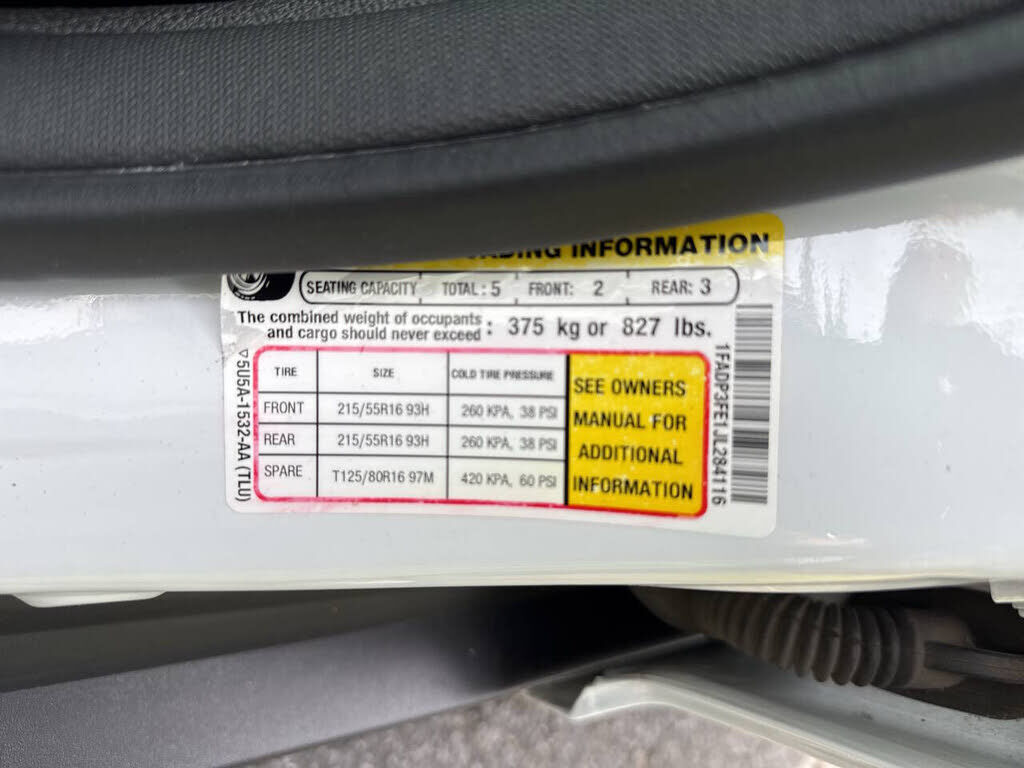 INFORMATION
SEATING CAPACITY TOTAL: 5 FRONT: 2 REAR: 3
The combined weight of occupants and cargo should never exceed : 375 kg or 827 lbs.
TIRE SIZE COLD TIRE PRESSURE
FRONT 215/55R16 93H 260 KPA, 38 PSI
REAR 215/55R16 93H 260 KPA, 38 PSI
SPARE T125/80R16 97M 420 KPA, 60 PSI
SEE OWNERS
MANUAL FOR
ADDITIONAL
INFORMATION
5U5A-1532-AA (TLU)
1FADP3FE1JL284116